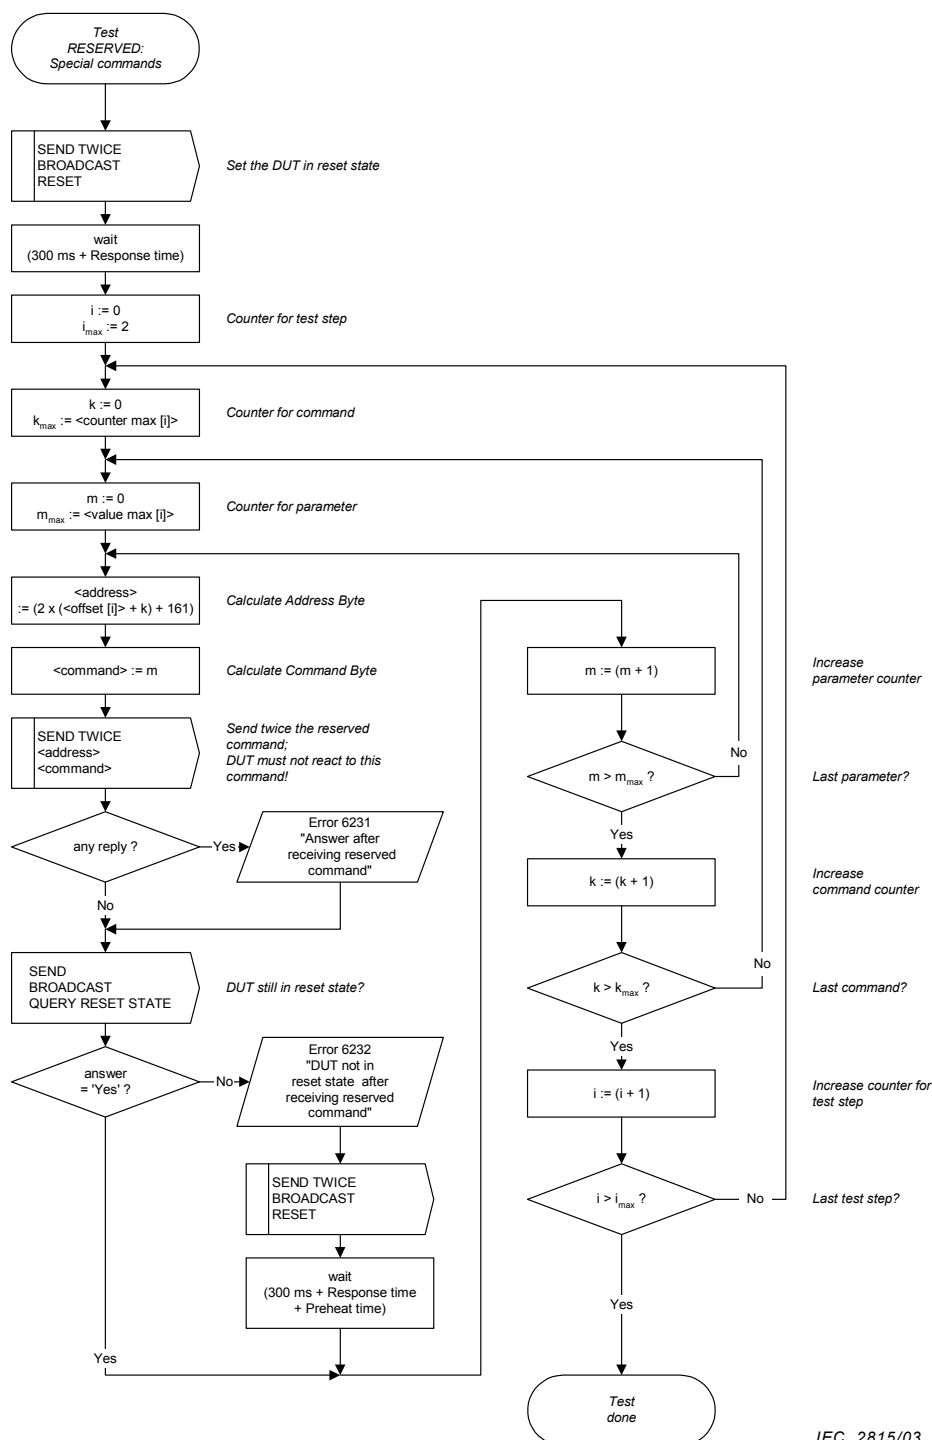 Test
RESERVED:
Special commands
SEND TWICE
BROADCAST
RESET
Set the DUT in reset state
wait
(300 ms + Response time)
i := 0
imax := 2
Counter for test step
k := 0
kmax := <counter max [i]>
Counter for command
m := 0
mmax := <value max [i]>
Counter for parameter
<address>
:= (2 x (<offset [i]> + k) + 161)
Calculate Address Byte
<command> := m
Calculate Command Byte
SEND TWICE
<address>
<command>
Send twice the reserved
command;
DUT must not react to this
command!
any reply ?
Yes
Error 6231
"Answer after
receiving reserved
command"
No
SEND
BROADCAST
QUERY RESET STATE
DUT still in reset state?
answer
= 'Yes' ?
No
Error 6232
"DUT not in
reset state after
receiving reserved
command"
SEND TWICE
BROADCAST
RESET
wait
(300 ms + Response time
+ Preheat time)
Yes
m := (m + 1)
Increase
parameter counter
No
m > mmax ?
Last parameter?
Yes
k := (k + 1)
Increase
command counter
No
k > kmax ?
Last command?
Yes
i := (i + 1)
Increase counter for
test step
i > imax ?
No
Last test step?
Yes
Test
done
IEC 2815/03